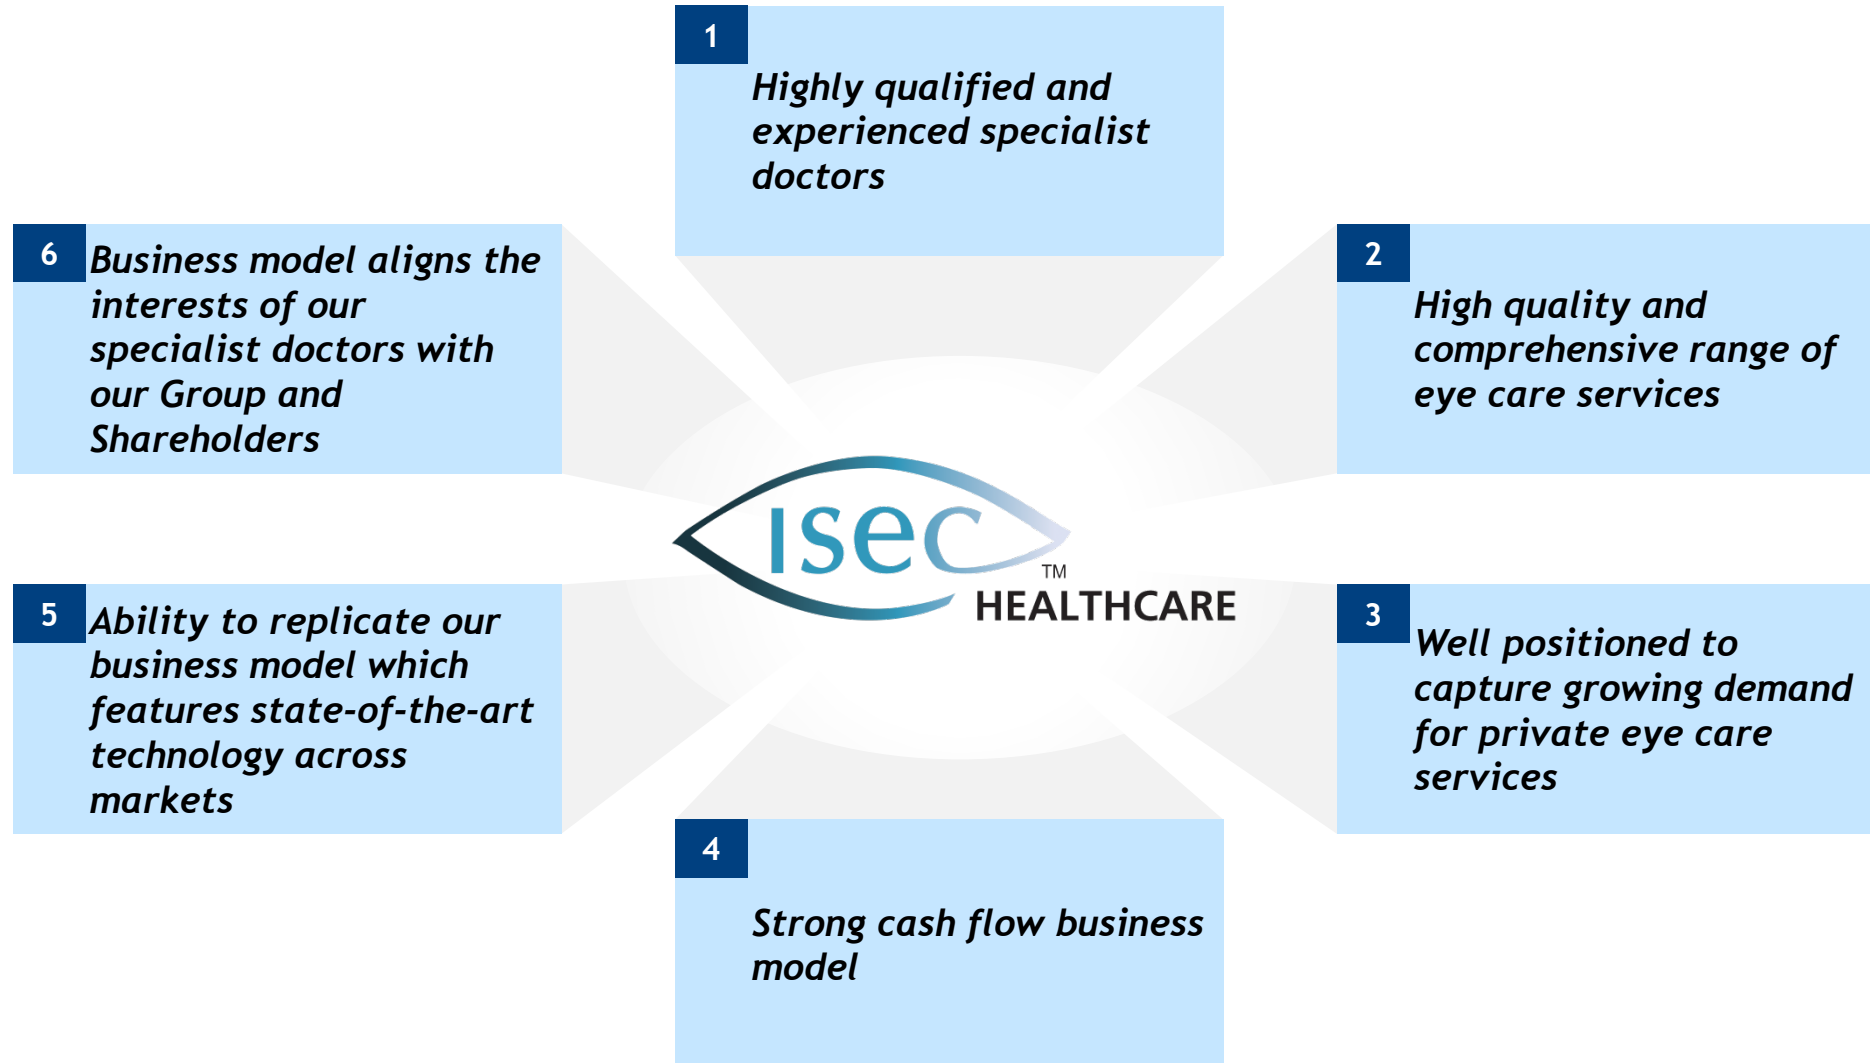 1
Highly qualified and
experienced specialist
doctors
2
High quality and
comprehensive range of
eye care services
3
Well positioned to
capture growing demand
for private eye care
services
4
Strong cash flow business
model
5
Ability to replicate our
business model which
features state-of-the-art
technology across
markets
6
Business model aligns the
interests of our
specialist doctors with
our Group and
Shareholders
ısec
TM
HEALTHCARE